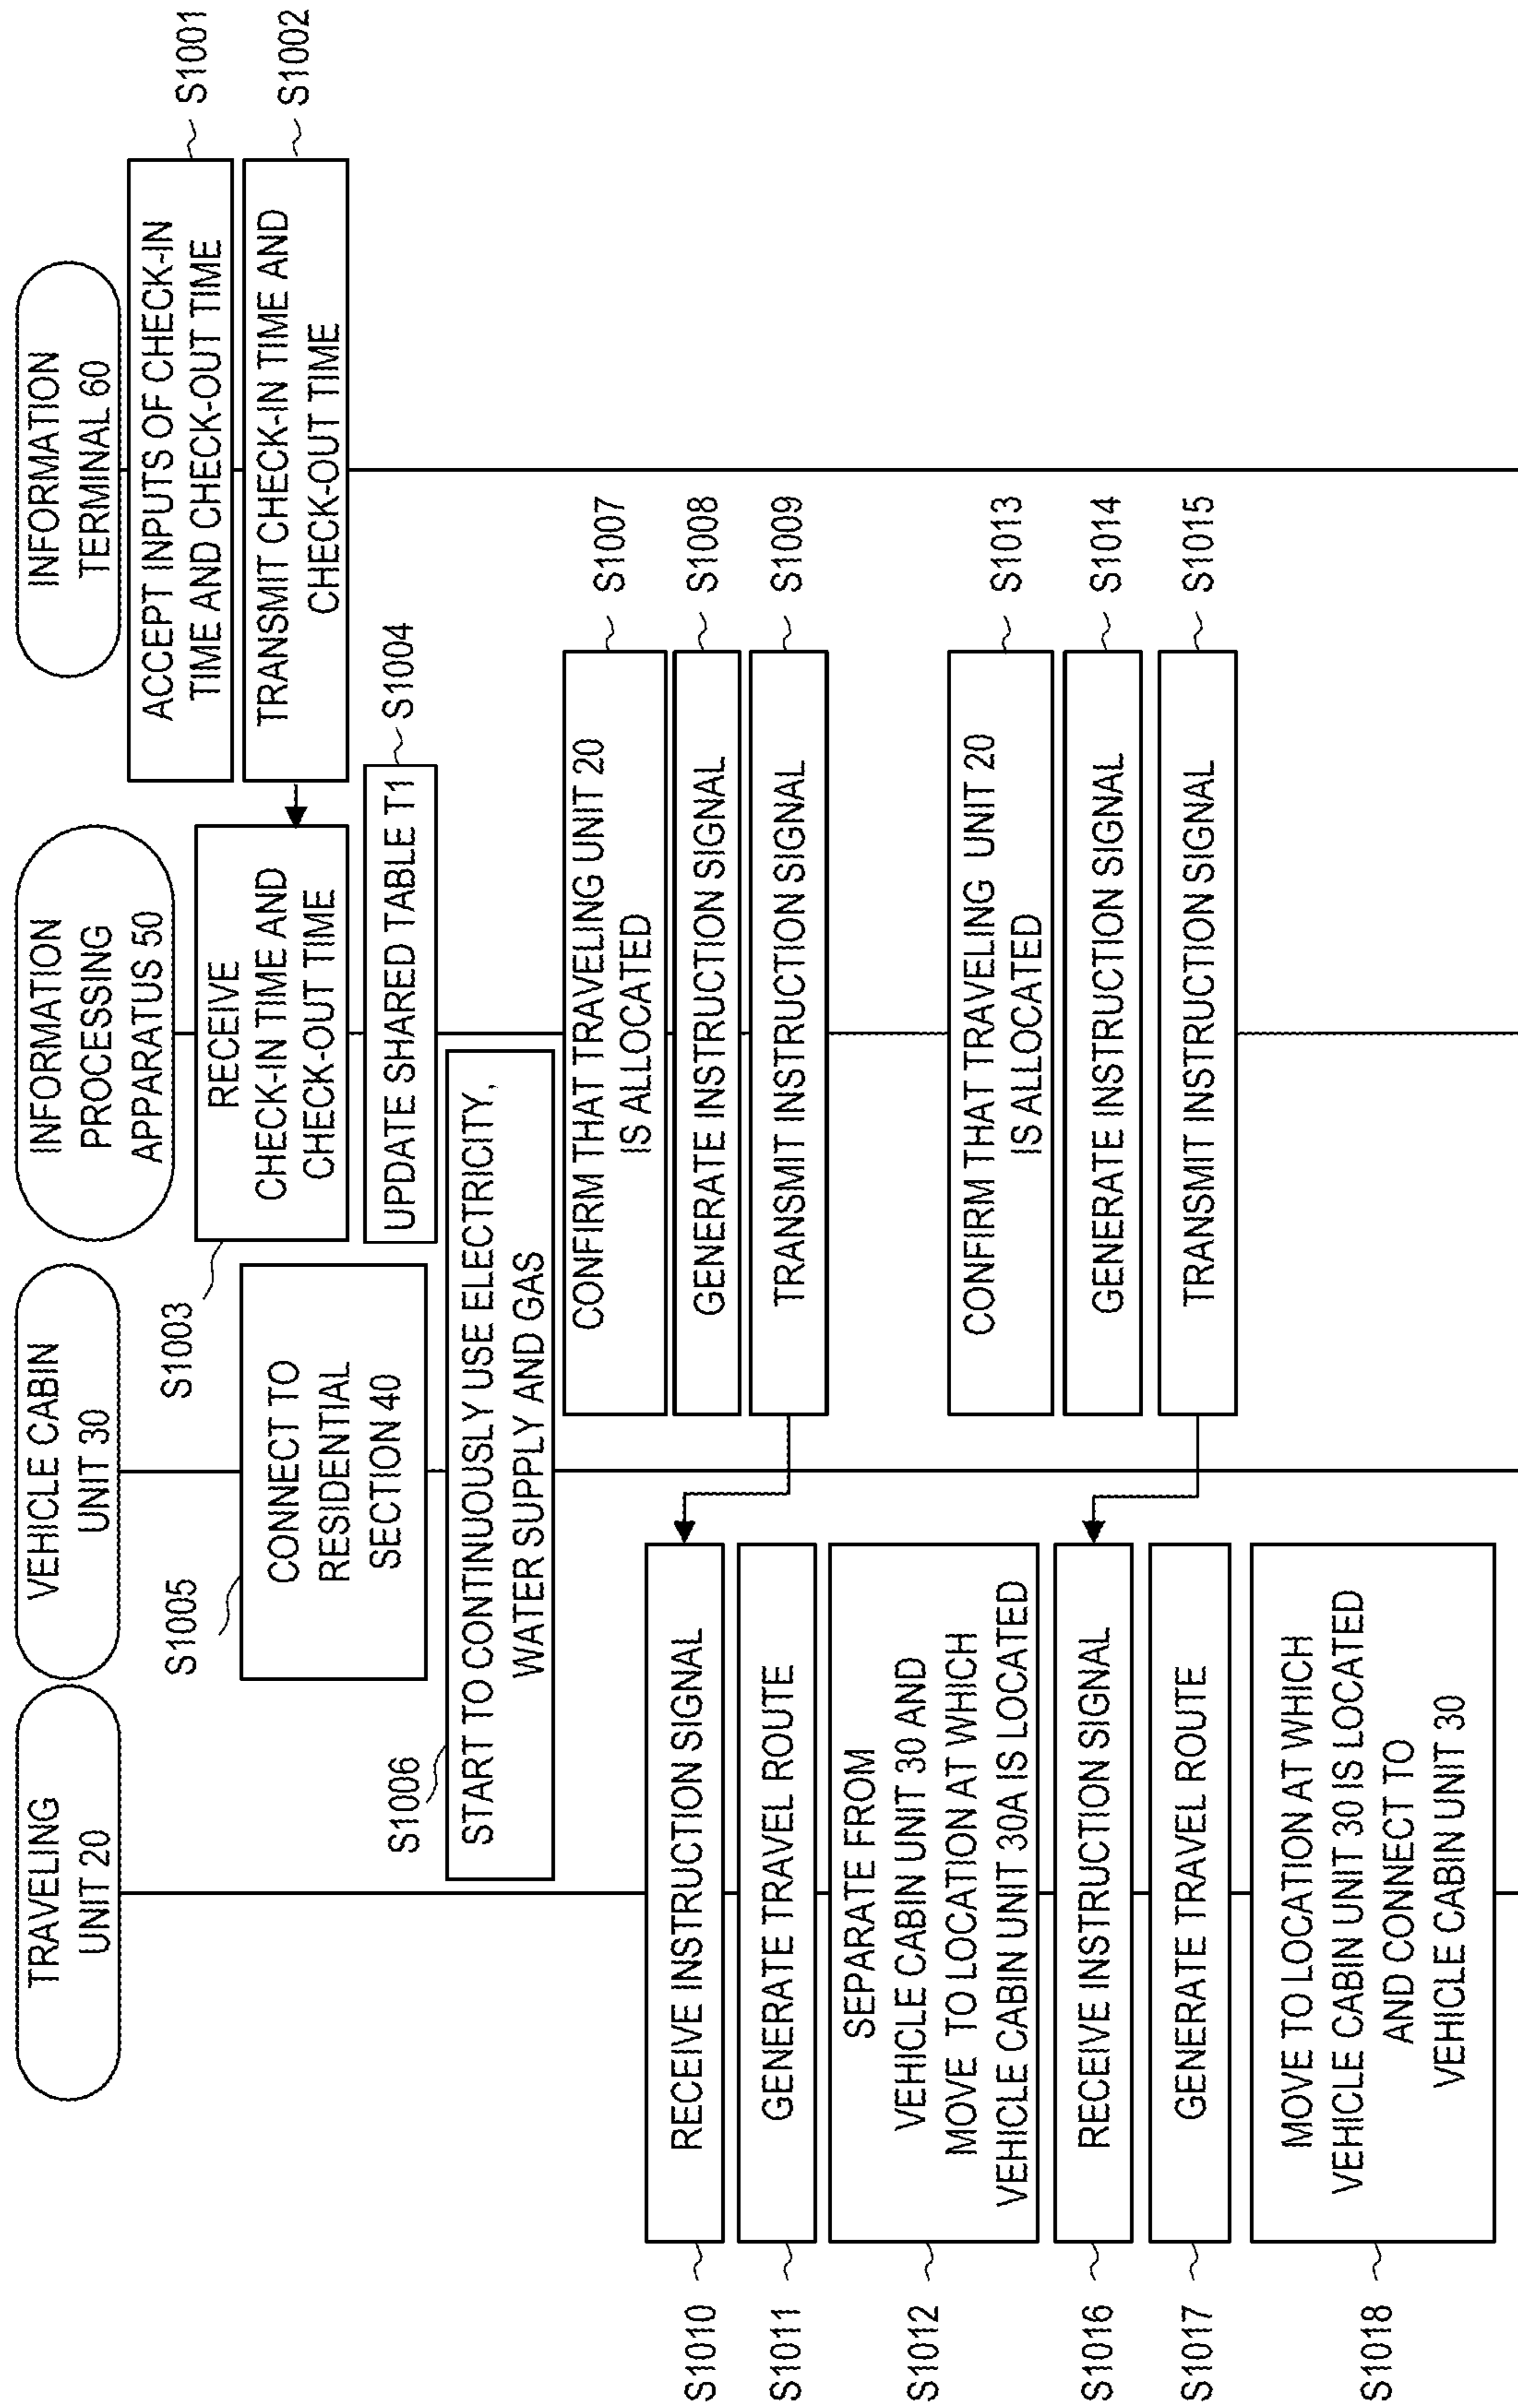 TRAVELING
UNIT 20
VEHICLE CABIN
UNIT 30
INFORMATION
PROCESSING
APPARATUS 50
INFORMATION
TERMINAL 60
ACCEPT INPUTS OF CHECK-IN
TIME AND CHECK-OUT TIME
S1001
TRANSMIT CHECK-IN TIME AND
CHECK-OUT TIME
S1002
S1003
RECEIVE
CHECK-IN TIME AND
CHECK-OUT TIME
UPDATE SHARED TABLE T1
S1004
S1005
CONNECT TO
RESIDENTIAL
SECTION 40
S1006
START TO CONTINUOUSLY USE ELECTRICITY,
WATER SUPPLY AND GAS
CONFIRM THAT TRAVELING UNIT 20
IS ALLOCATED
S1007
GENERATE INSTRUCTION SIGNAL
S1008
TRANSMIT INSTRUCTION SIGNAL
S1009
S1010
RECEIVE INSTRUCTION SIGNAL
S1011
GENERATE TRAVEL ROUTE
S1012
SEPARATE FROM
VEHICLE CABIN UNIT 30 AND
MOVE TO LOCATION AT WHICH
VEHICLE CABIN UNIT 30A IS LOCATED
CONFIRM THAT TRAVELING UNIT 20
IS ALLOCATED
S1013
GENERATE INSTRUCTION SIGNAL
S1014
TRANSMIT INSTRUCTION SIGNAL
S1015
S1016
RECEIVE INSTRUCTION SIGNAL
S1017
GENERATE TRAVEL ROUTE
S1018
MOVE TO LOCATION AT WHICH
VEHICLE CABIN UNIT 30 IS LOCATED
AND CONNECT TO
VEHICLE CABIN UNIT 30